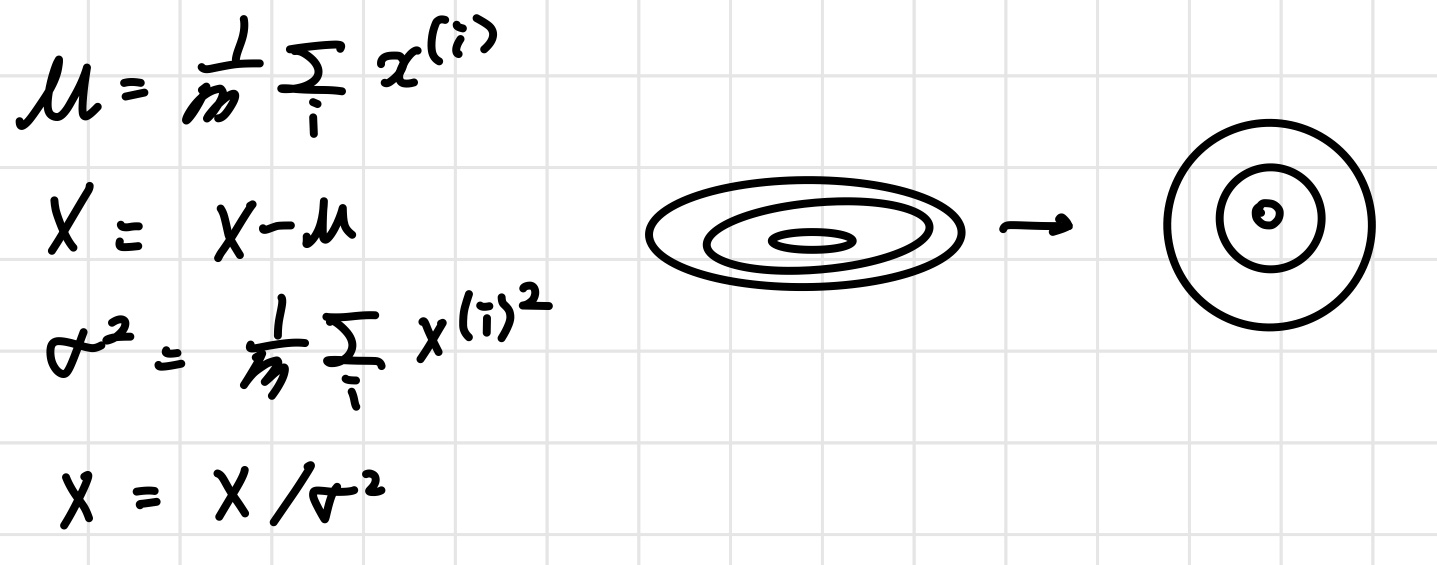 μ = 1/m Σ_i x^(i)
X = X - μ
σ² = 1/m Σ_i x^(i)²
X = X / σ²